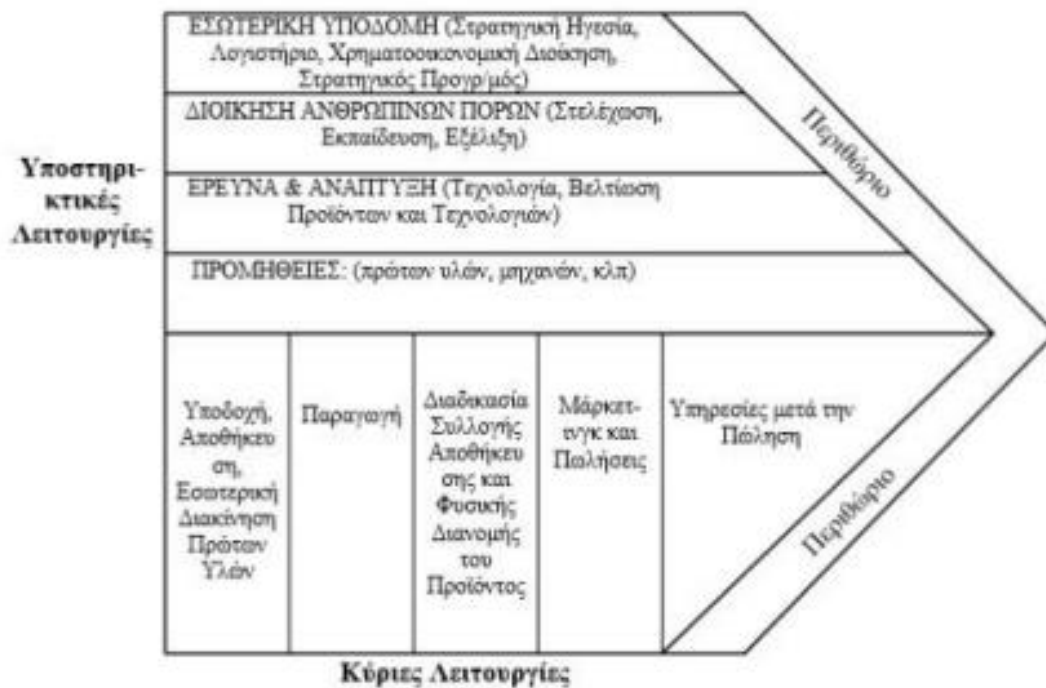 ΕΣΩΤΕΡΙΚΗ ΥΠΟΔΟΜΗ (Στρατηγική Ηγεσία,
Λογιστήριο, Χρηματοοικονομική Διοίκηση,
Στρατηγικός Προγρ/μός)
ΔΙΟΙΚΗΣΗ ΑΝΘΡΩΠΙΝΩΝ ΠΟΡΩΝ (Στελέχωση,
Εκπαίδευση, Εξέλιξη)
Υποστηρι-
κτικές
Λειτουργίες
ΕΡΕΥΝΑ & ΑΝΑΠΤΥΞΗ (Τεχνολογία, Βελτίωση
Προϊόντων και Τεχνολογιών)
ΠΡΟΜΗΘΕΙΕΣ: (πρώτων υλών, μηχανών, κλπ)
Περιθώριο
Υποδοχή,
Αποθήκευ
ση,
Εσωτερική
Διακίνηση
Πρώτων
Υλών
Παραγωγή
Διαδικασία
Συλλογής
Αποθήκευ
σης και
Φυσικής
Διανομής
του
Προϊόντος
Μάρκετ-
ινγκ και
Πωλήσεις
Υπηρεσίες μετά την
Πώληση
Περιθώριο
Κύριες Λειτουργίες